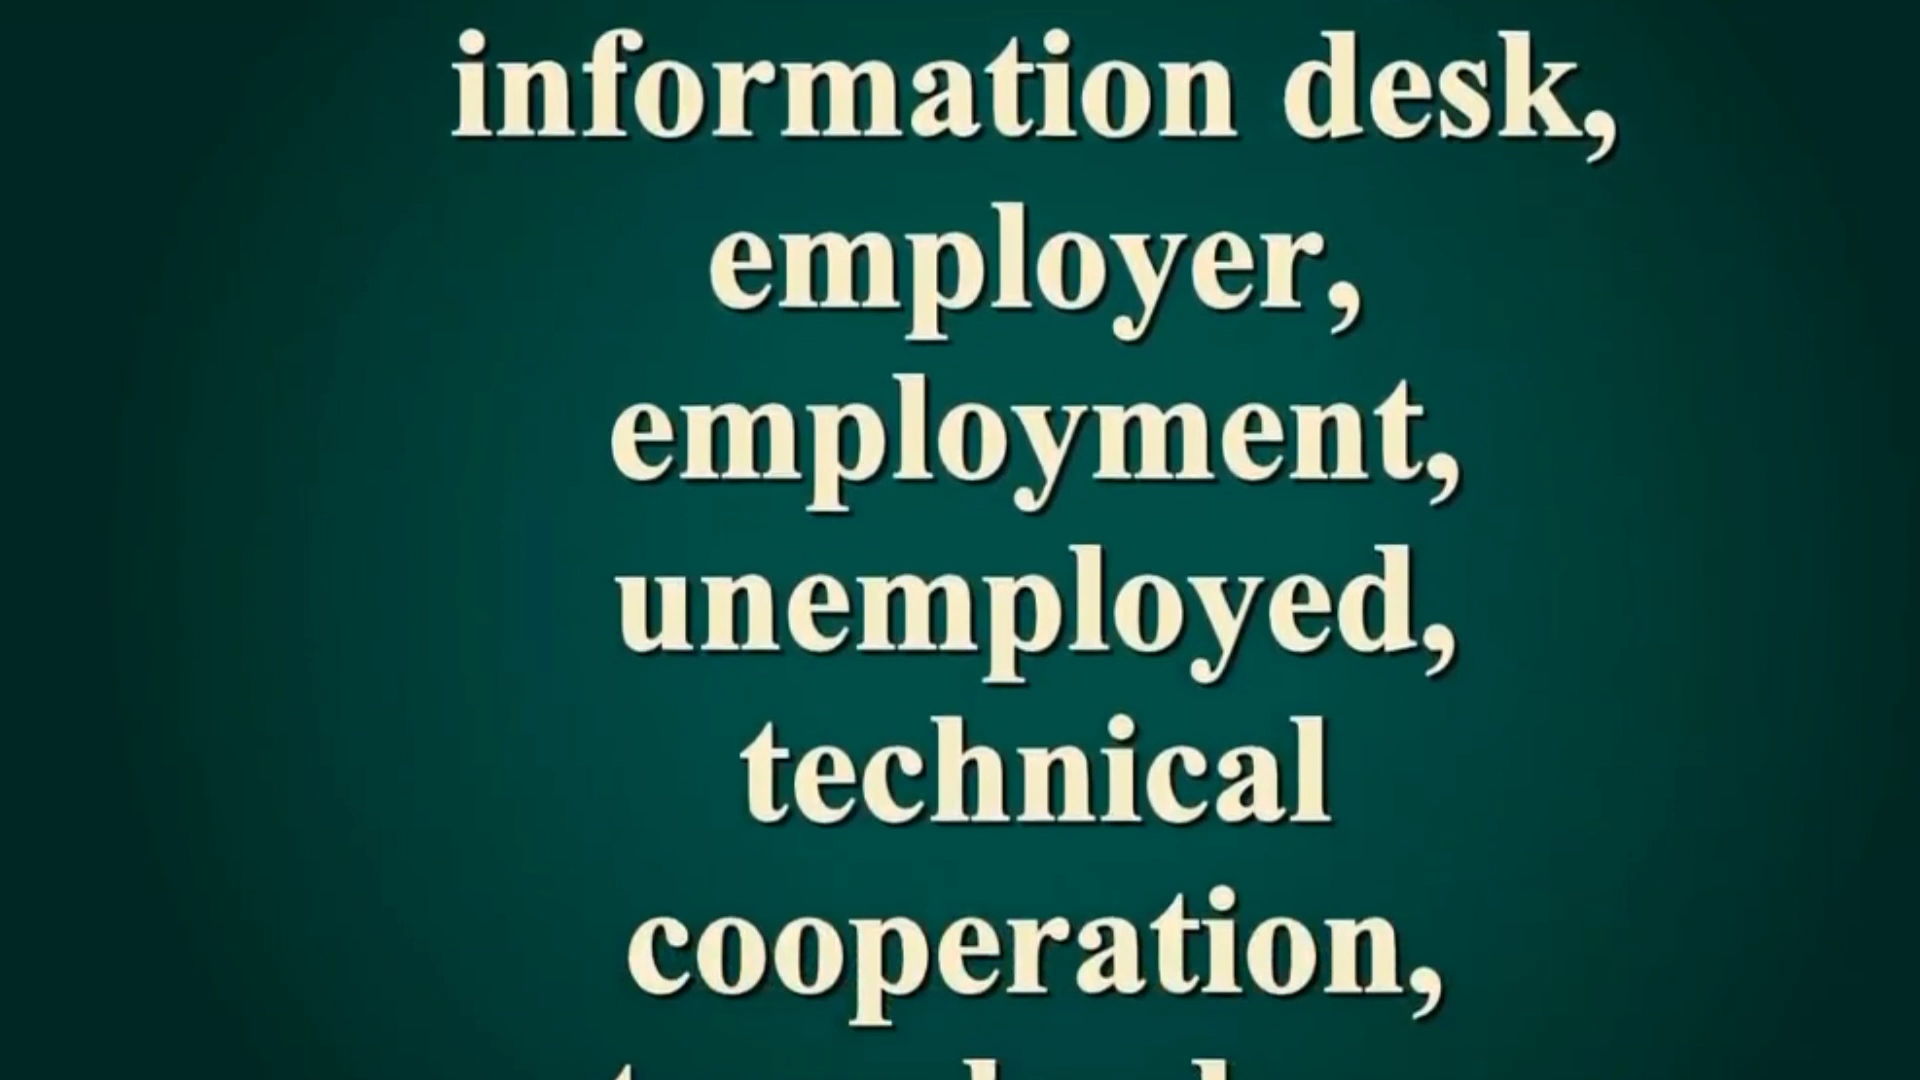 information desk,
employer,
employment,
unemployed,
technical
cooperation,